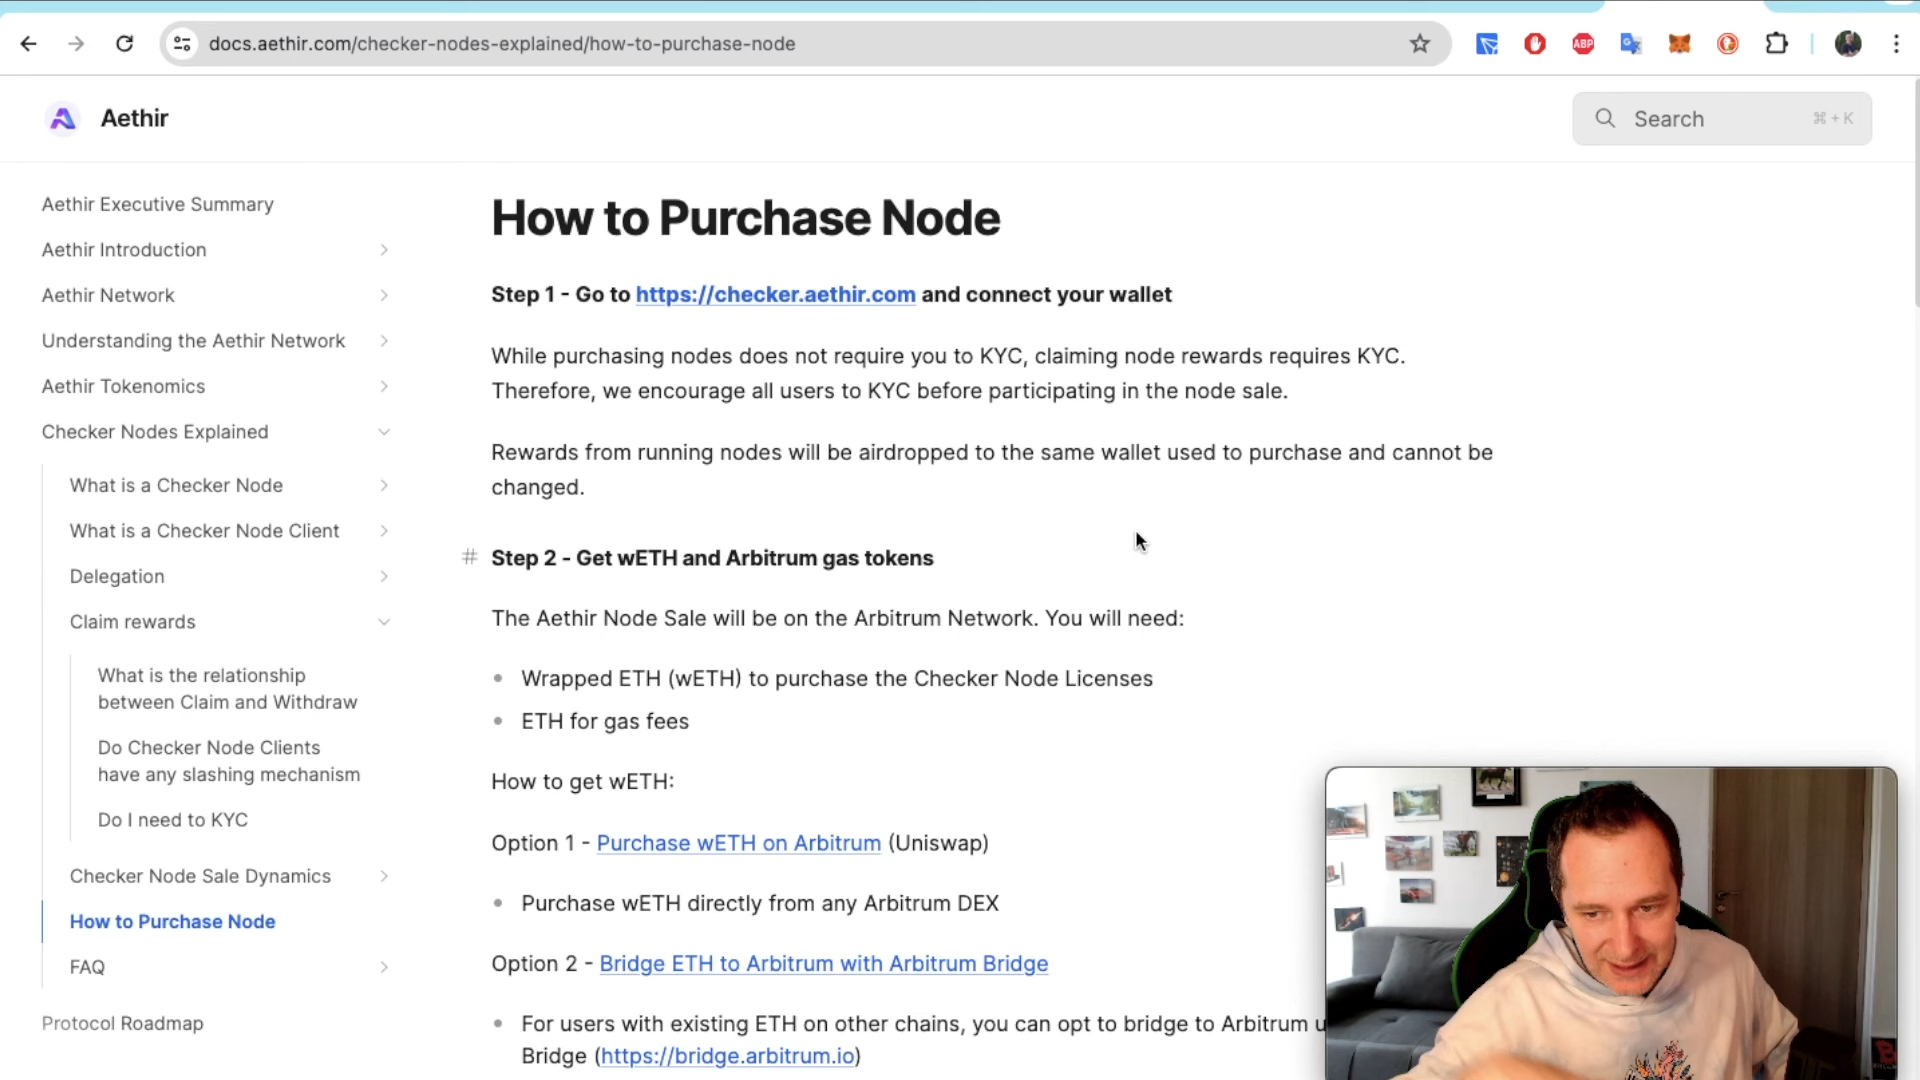 docs.aethir.com/checker-nodes-explained/how-to-purchase-node
ABP
Aethir
Search
⌘ + K
Aethir Executive Summary
Aethir Introduction
Aethir Network
Understanding the Aethir Network
Aethir Tokenomics
Checker Nodes Explained
What is a Checker Node
What is a Checker Node Client
Delegation
Claim rewards
What is the relationship
between Claim and Withdraw
Do Checker Node Clients
have any slashing mechanism
Do I need to KYC
Checker Node Sale Dynamics
How to Purchase Node
FAQ
Protocol Roadmap
How to Purchase Node
Step 1 - Go to https://checker.aethir.com and connect your wallet
While purchasing nodes does not require you to KYC, claiming node rewards requires KYC.
Therefore, we encourage all users to KYC before participating in the node sale.
Rewards from running nodes will be airdropped to the same wallet used to purchase and cannot be
changed.
# Step 2 - Get wETH and Arbitrum gas tokens
The Aethir Node Sale will be on the Arbitrum Network. You will need:
• Wrapped ETH (wETH) to purchase the Checker Node Licenses
• ETH for gas fees
How to get wETH:
Option 1 - Purchase wETH on Arbitrum (Uniswap)
• Purchase wETH directly from any Arbitrum DEX
Option 2 - Bridge ETH to Arbitrum with Arbitrum Bridge
• For users with existing ETH on other chains, you can opt to bridge to Arbitrum u
Bridge (https://bridge.arbitrum.io)